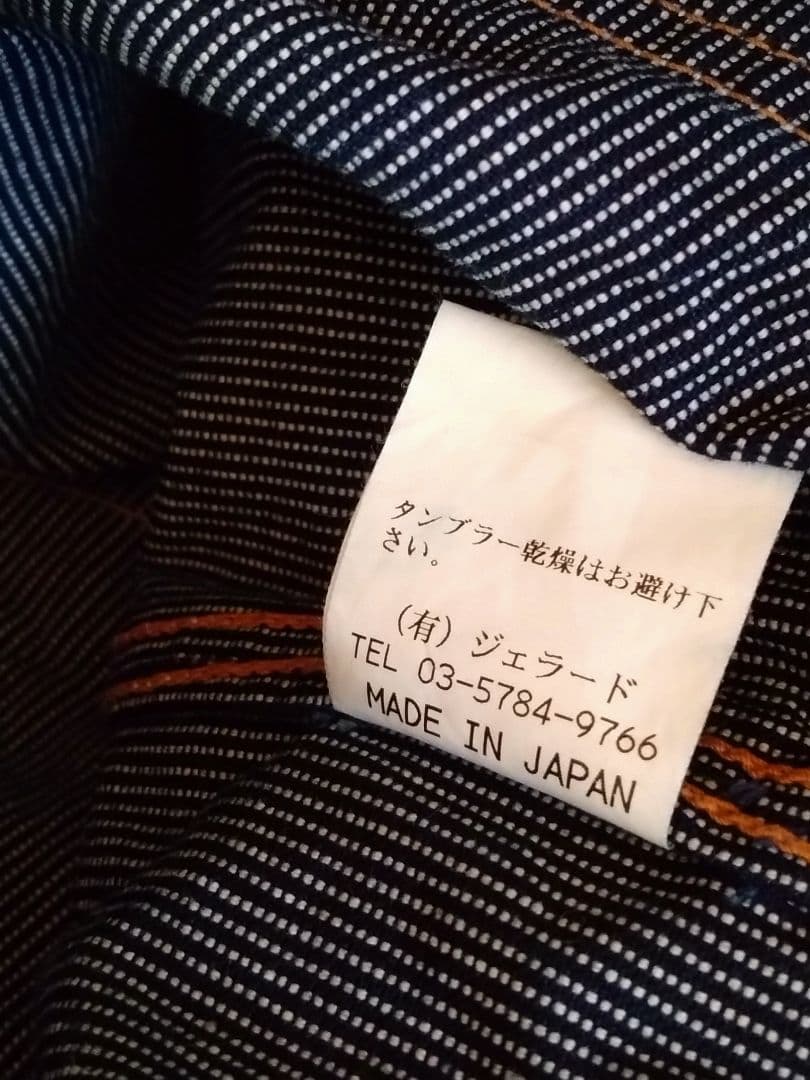 タンブラー乾燥はお避け下
さい。
（有）ジェラード
TEL 03-5784-9766
MADE IN JAPAN